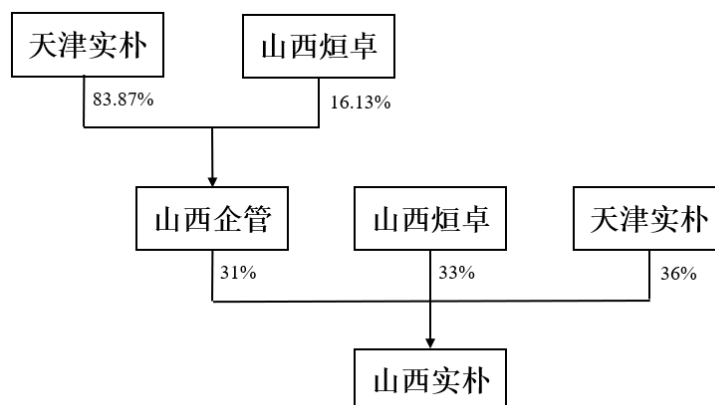 天津实朴
山西烜卓
83.87%
16.13%
山西企管
山西烜卓
天津实朴
31%
33%
36%
山西实朴